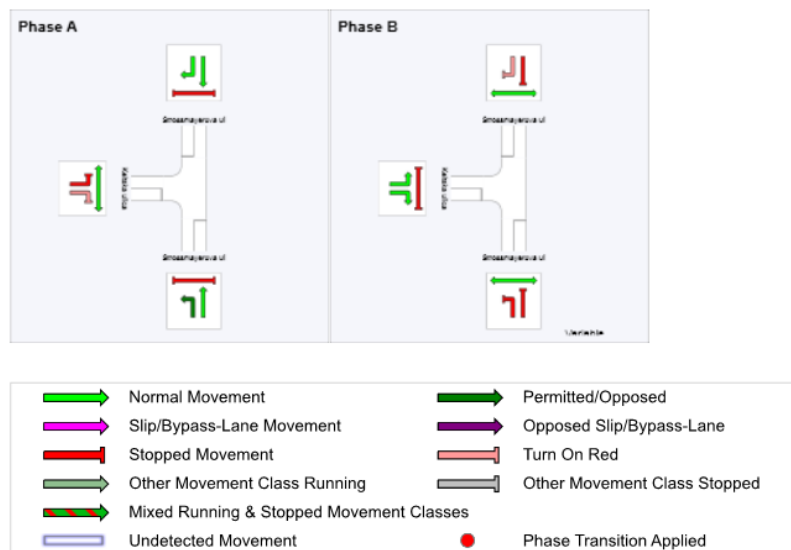 Phase A
Phase B
Variable
Normal Movement
Permitted/Opposed
Slip/Bypass-Lane Movement
Opposed Slip/Bypass-Lane
Stopped Movement
Turn On Red
Other Movement Class Running
Other Movement Class Stopped
Mixed Running & Stopped Movement Classes
Undetected Movement
Phase Transition Applied